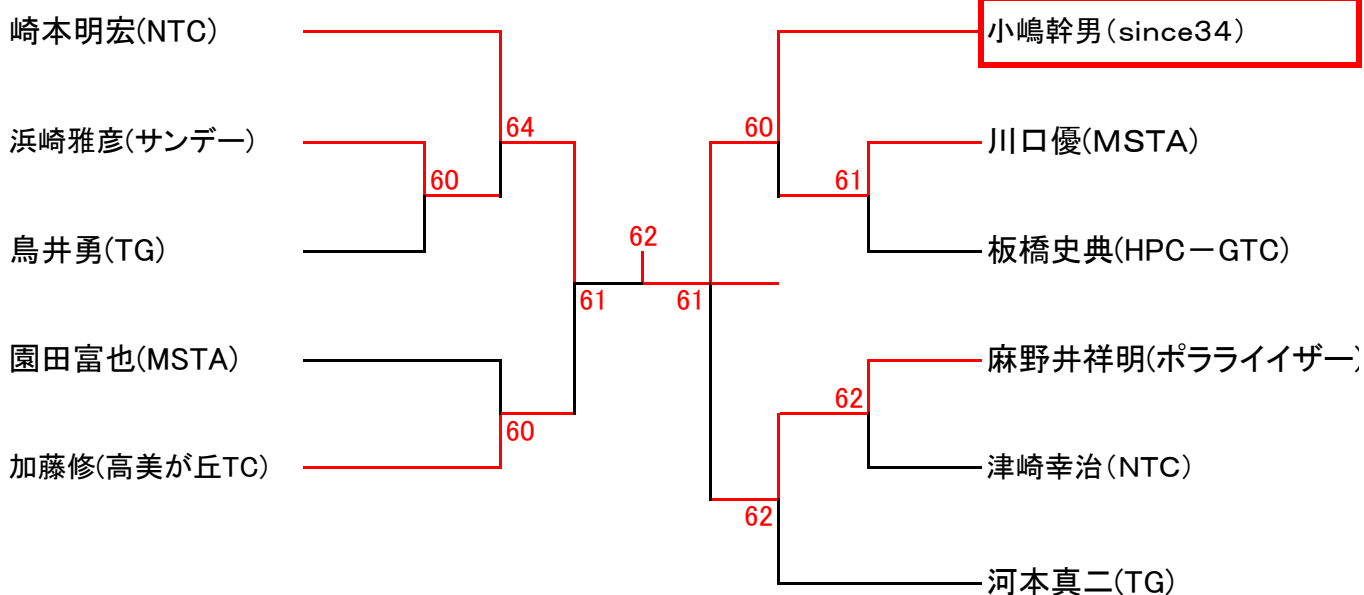 崎本明宏(NTC)
浜崎雅彦(サンデー)
鳥井勇(TG)
園田富也(MSTA)
加藤修(高美が丘TC)
64
60
60
61
62
61
60
61
62
62
小嶋幹男(since34)
川口優(MSTA)
板橋史典(HPC-GTC)
麻野井祥明(ポラライイザー)
津崎幸治(NTC)
河本真二(TG)